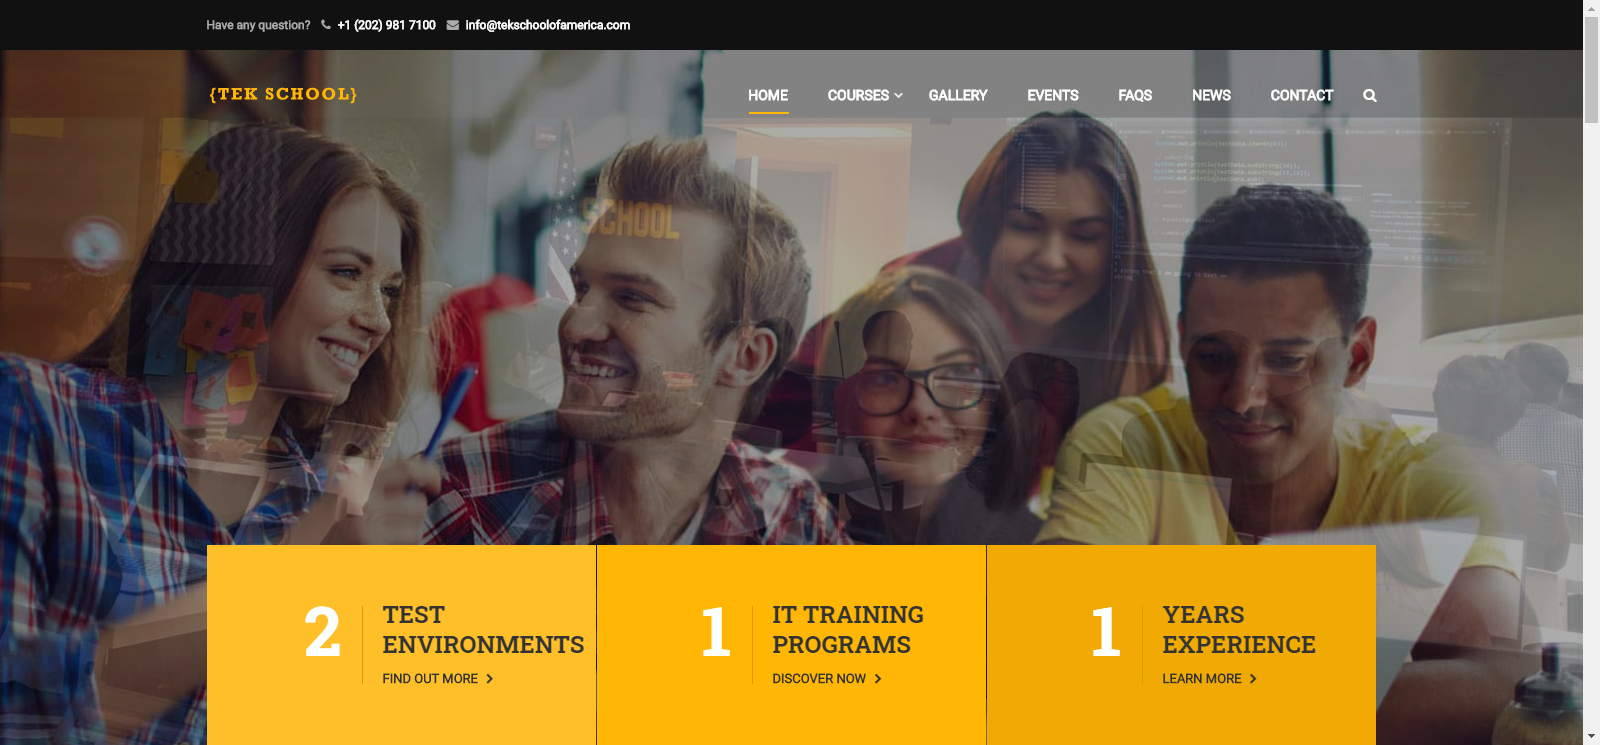 Have any question? +1 (202) 981 7100 info@tekschoolofamerica.com
{TEK SCHOOL}
HOME COURSES GALLERY EVENTS FAQS NEWS CONTACT
SCHOOL
2 TEST ENVIRONMENTS
FIND OUT MORE
1 IT TRAINING PROGRAMS
DISCOVER NOW
1 YEARS EXPERIENCE
LEARN MORE